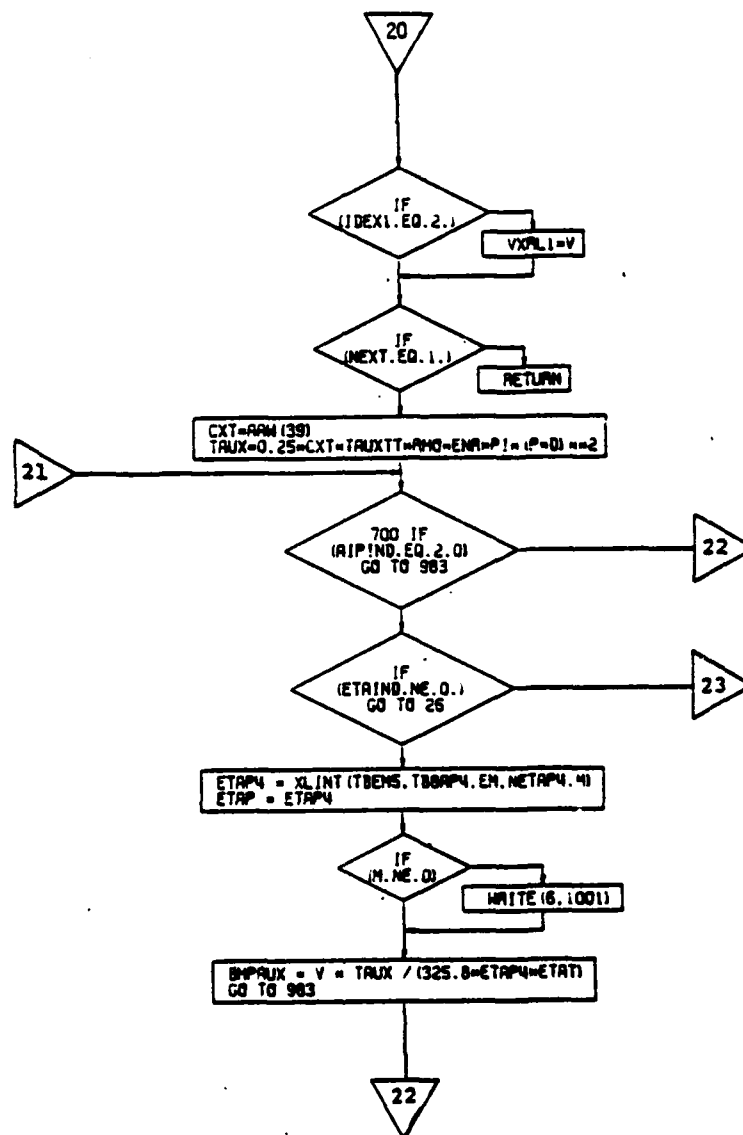 20
IF
(IDEX1.EQ.2.)
VXAL1=V
IF
(NEXT.EQ.1.)
RETURN
CXT=AAW(39)
TAUX=0.25*CXT*TAUXTT*RHO*ENR*PI*(P*D)**2
21
700 IF
(AIPIND.EQ.2.0)
GO TO 983
22
IF
(ETAIND.NE.0.)
GO TO 26
23
ETAP4 = XLINT(TBEM5,TBBAP4,EM,NETAP4,M)
ETAP = ETAP4
IF
(M.NE.0)
WRITE(6,1001)
BHPAUX = V * TAUX / (325.8*ETAP4*ETAT)
GO TO 983
22